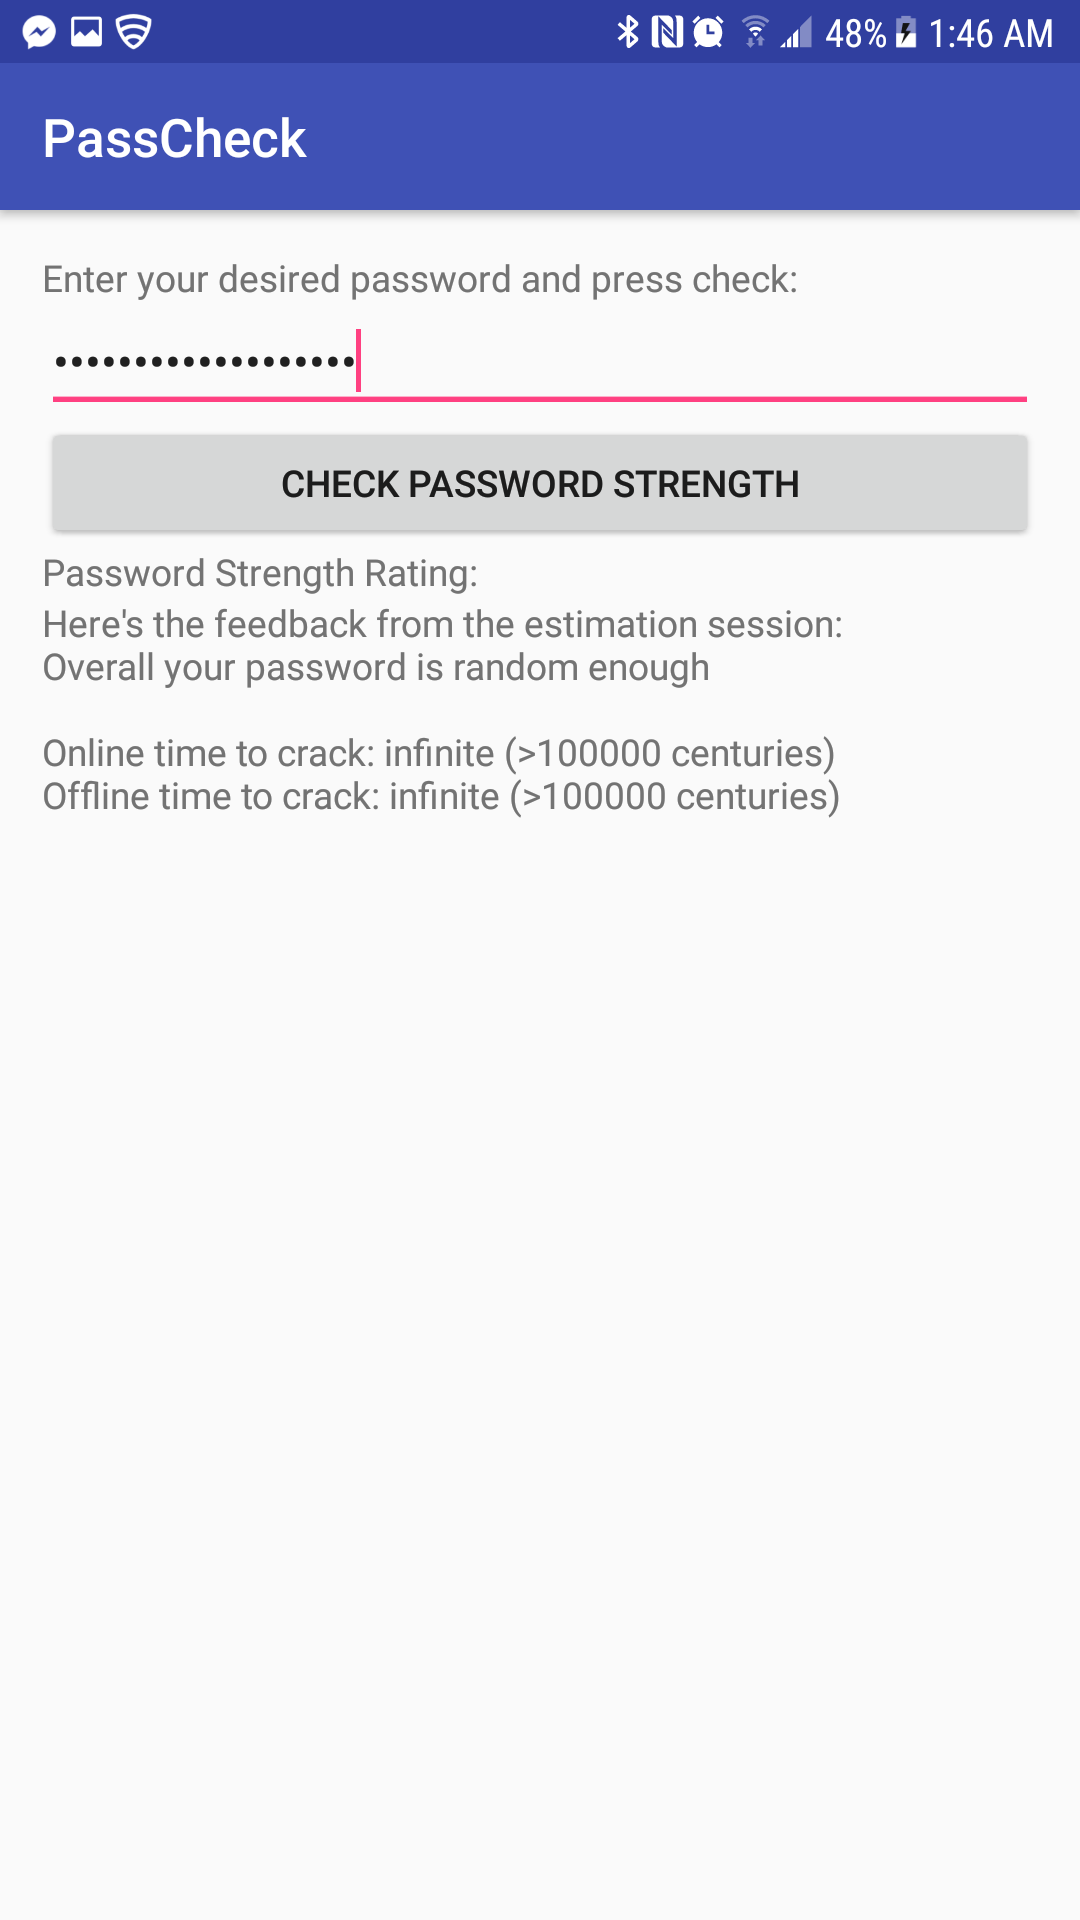 48% 1:46 AM
PassCheck
Enter your desired password and press check:
•••••••••••••••••••
CHECK PASSWORD STRENGTH
Password Strength Rating:
Here's the feedback from the estimation session:
Overall your password is random enough
Online time to crack: infinite (>100000 centuries)
Offline time to crack: infinite (>100000 centuries)